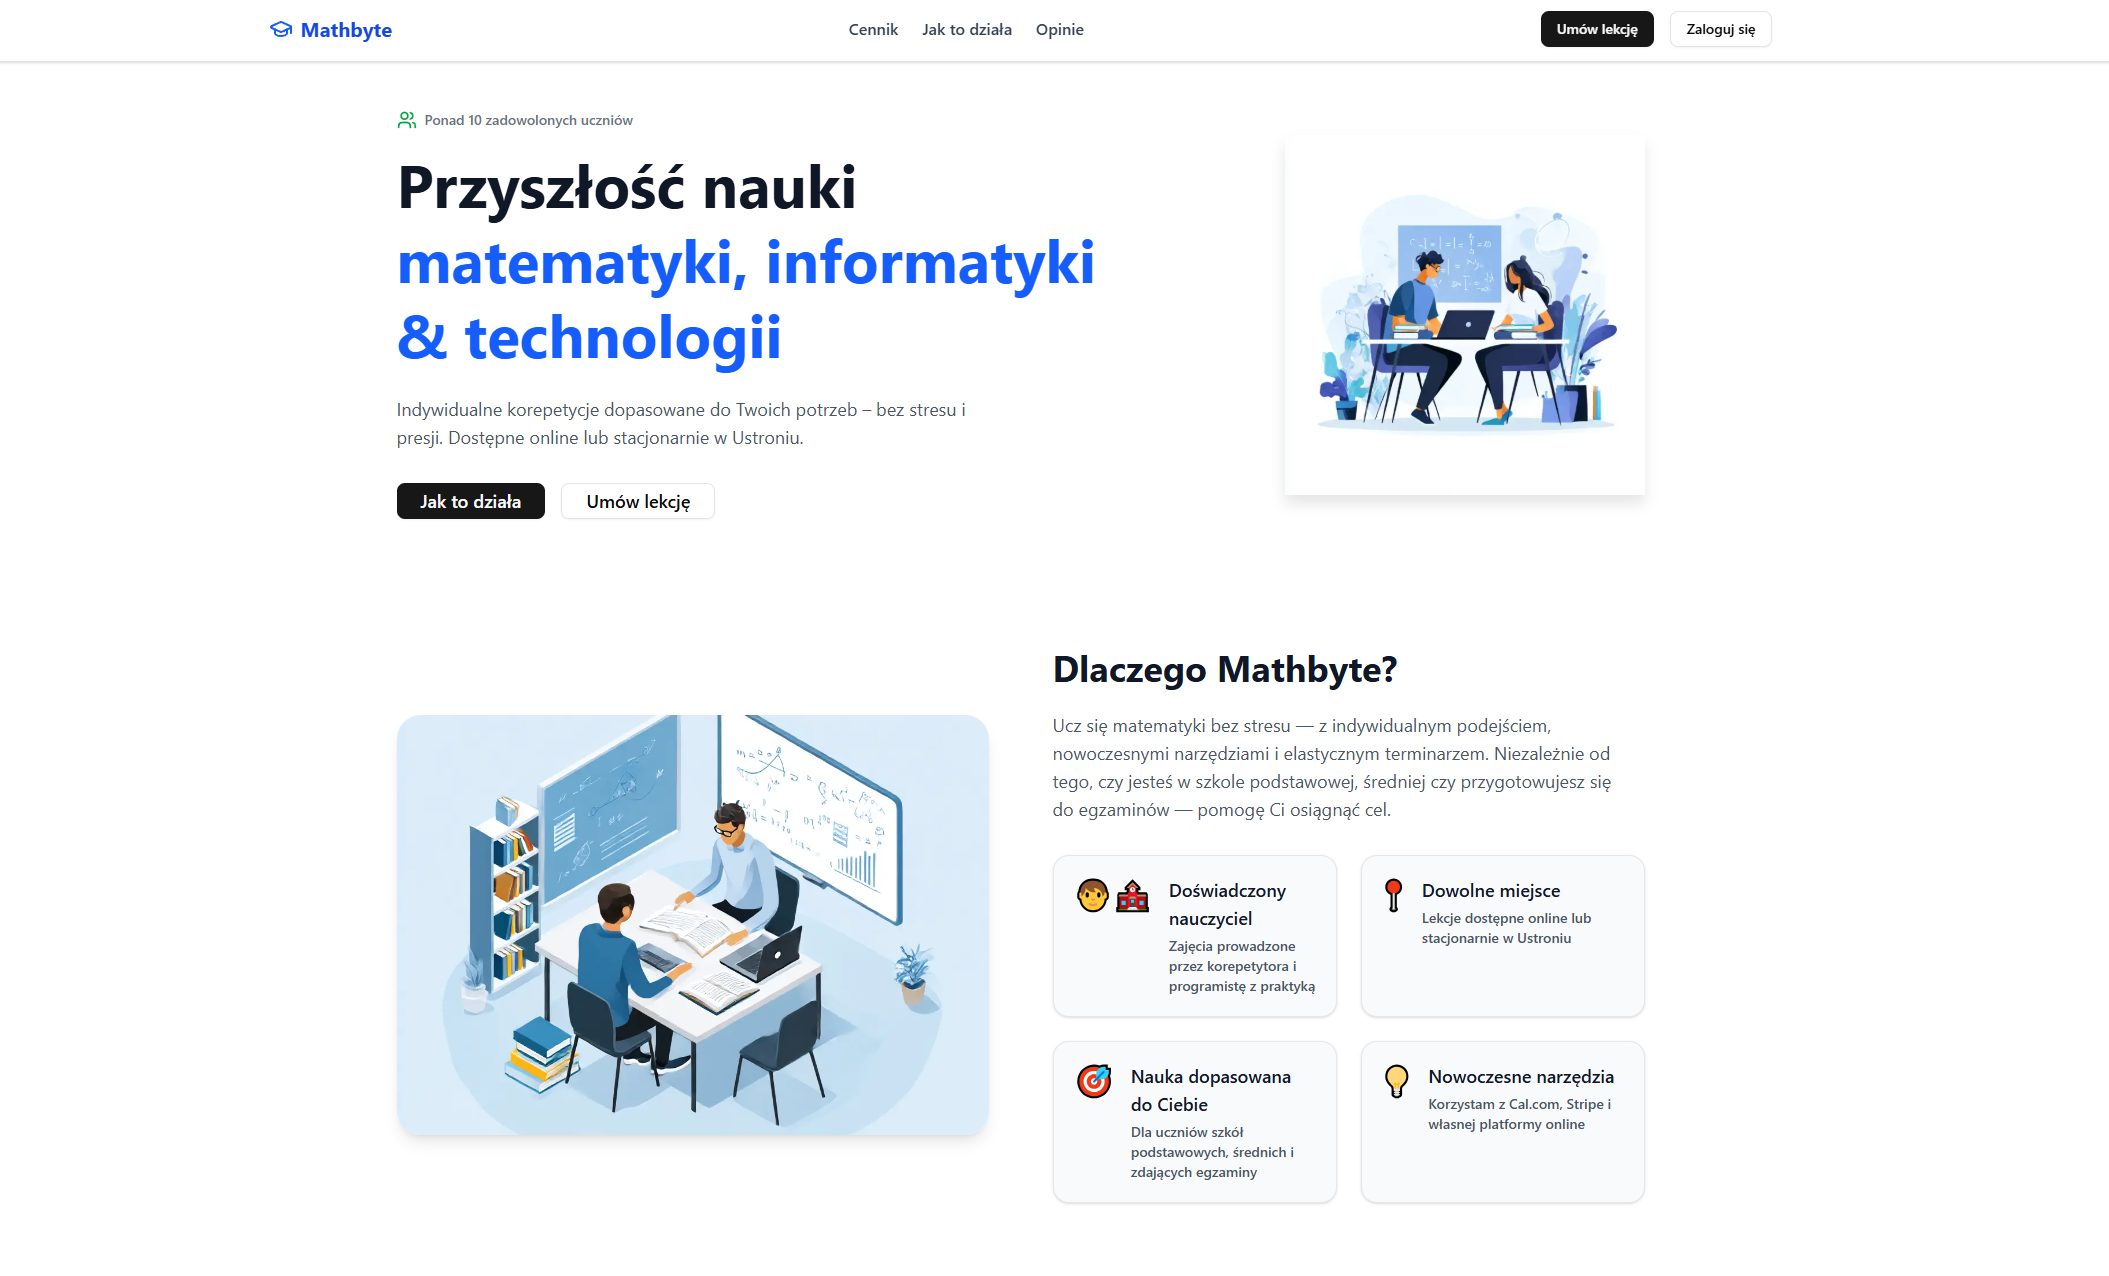 Mathbyte
Cennik
Jak to działa
Opinie
Umów lekcję
Zaloguj się
Ponad 10 zadowolonych uczniów
Przyszłość nauki
matematyki, informatyki
& technologii
Indywidualne korepetycje dopasowane do Twoich potrzeb – bez stresu i
presji. Dostępne online lub stacjonarnie w Ustroniu.
Jak to działa
Umów lekcję
Dlaczego Mathbyte?
Ucz się matematyki bez stresu — z indywidualnym podejściem,
nowoczesnymi narzędziami i elastycznym terminarzem. Niezależnie od
tego, czy jesteś w szkole podstawowej, średniej czy przygotowujesz się
do egzaminów — pomogę Ci osiągnąć cel.
Doświadczony
nauczyciel
Zajęcia prowadzone
przez korepetytora i
programistę z praktyką
Dowolne miejsce
Lekcje dostępne online lub
stacjonarnie w Ustroniu
Nauka dopasowana
do Ciebie
Dla uczniów szkół
podstawowych, średnich i
zdających egzaminy
Nowoczesne narzędzia
Korzystam z Cal.com, Stripe i
własnej platformy online